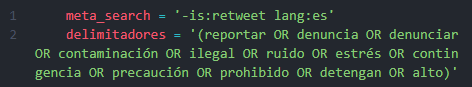 1 meta_search = '-is:retweet lang:es'
2 delimitadores = '(reportar OR denuncia OR denunciar
OR contaminación OR ilegal OR ruido OR estrés OR contin
gencia OR precaución OR prohibido OR detengan OR alto)'